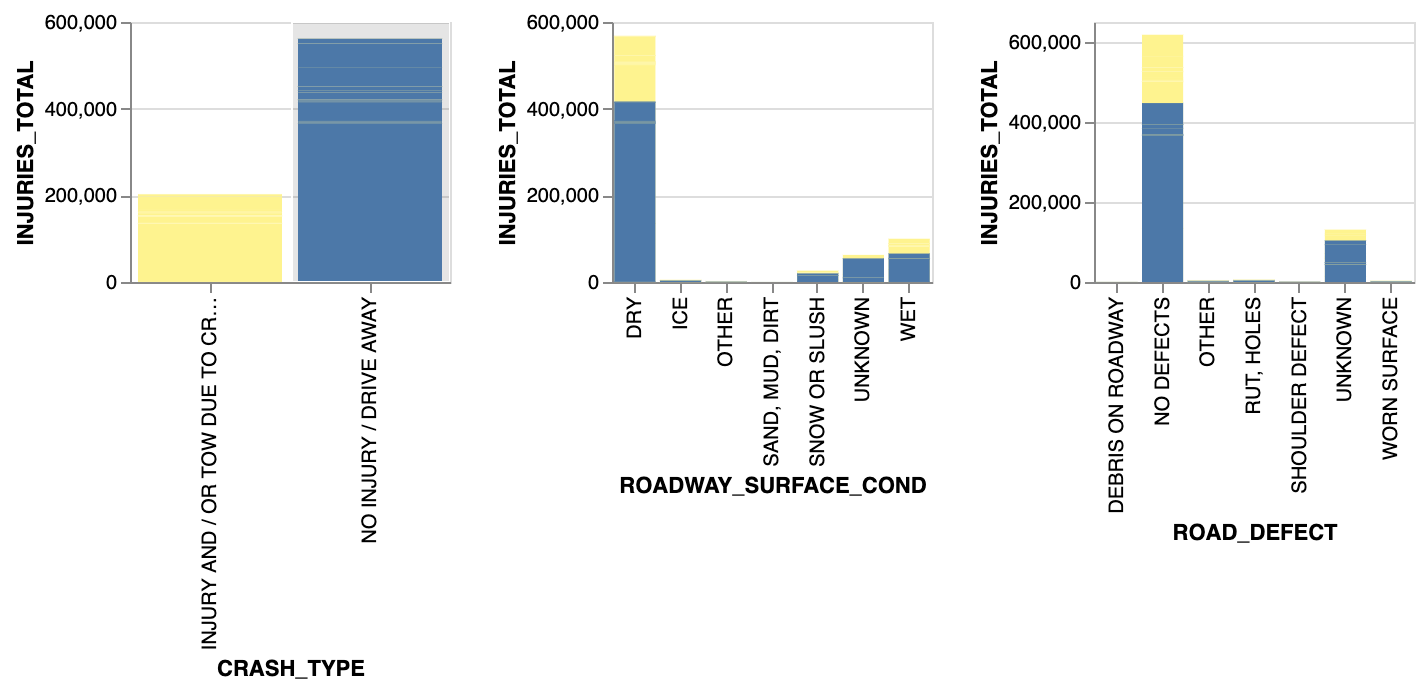 INJURIES_TOTAL
600,000
400,000
200,000
0
INJURY AND / OR TOW DUE TO CR...
NO INJURY / DRIVE AWAY
CRASH_TYPE
INJURIES_TOTAL
600,000
400,000
200,000
0
DRY
ICE
OTHER
SAND, MUD, DIRT
SNOW OR SLUSH
UNKNOWN
WET
ROADWAY_SURFACE_COND
INJURIES_TOTAL
600,000
400,000
200,000
0
DEBRIS ON ROADWAY
NO DEFECTS
OTHER
RUT, HOLES
SHOULDER DEFECT
UNKNOWN
WORN SURFACE
ROAD_DEFECT